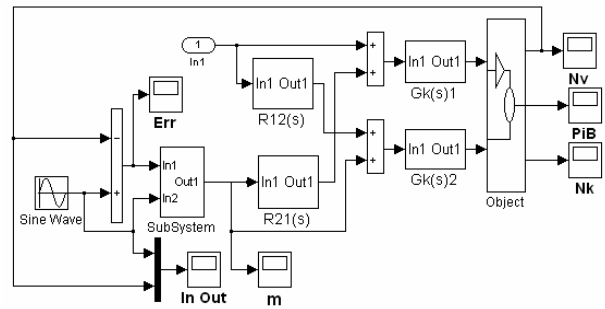 1
In1
+
+
In1 Out1
Gk(s)1
Nv
Err
In1 Out1
R12(s)
PiB
−
+
+
+
In1 Out1
Gk(s)2
Nk
In1
Out1
In2
SubSystem
In1 Out1
R21(s)
Object
Sine Wave
In Out
m